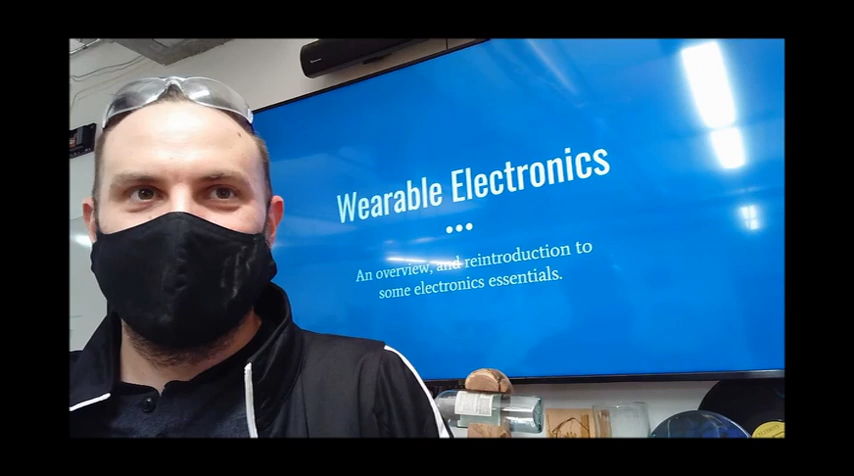 Wearable Electronics
An overview, and reintroduction to
some electronics essentials.